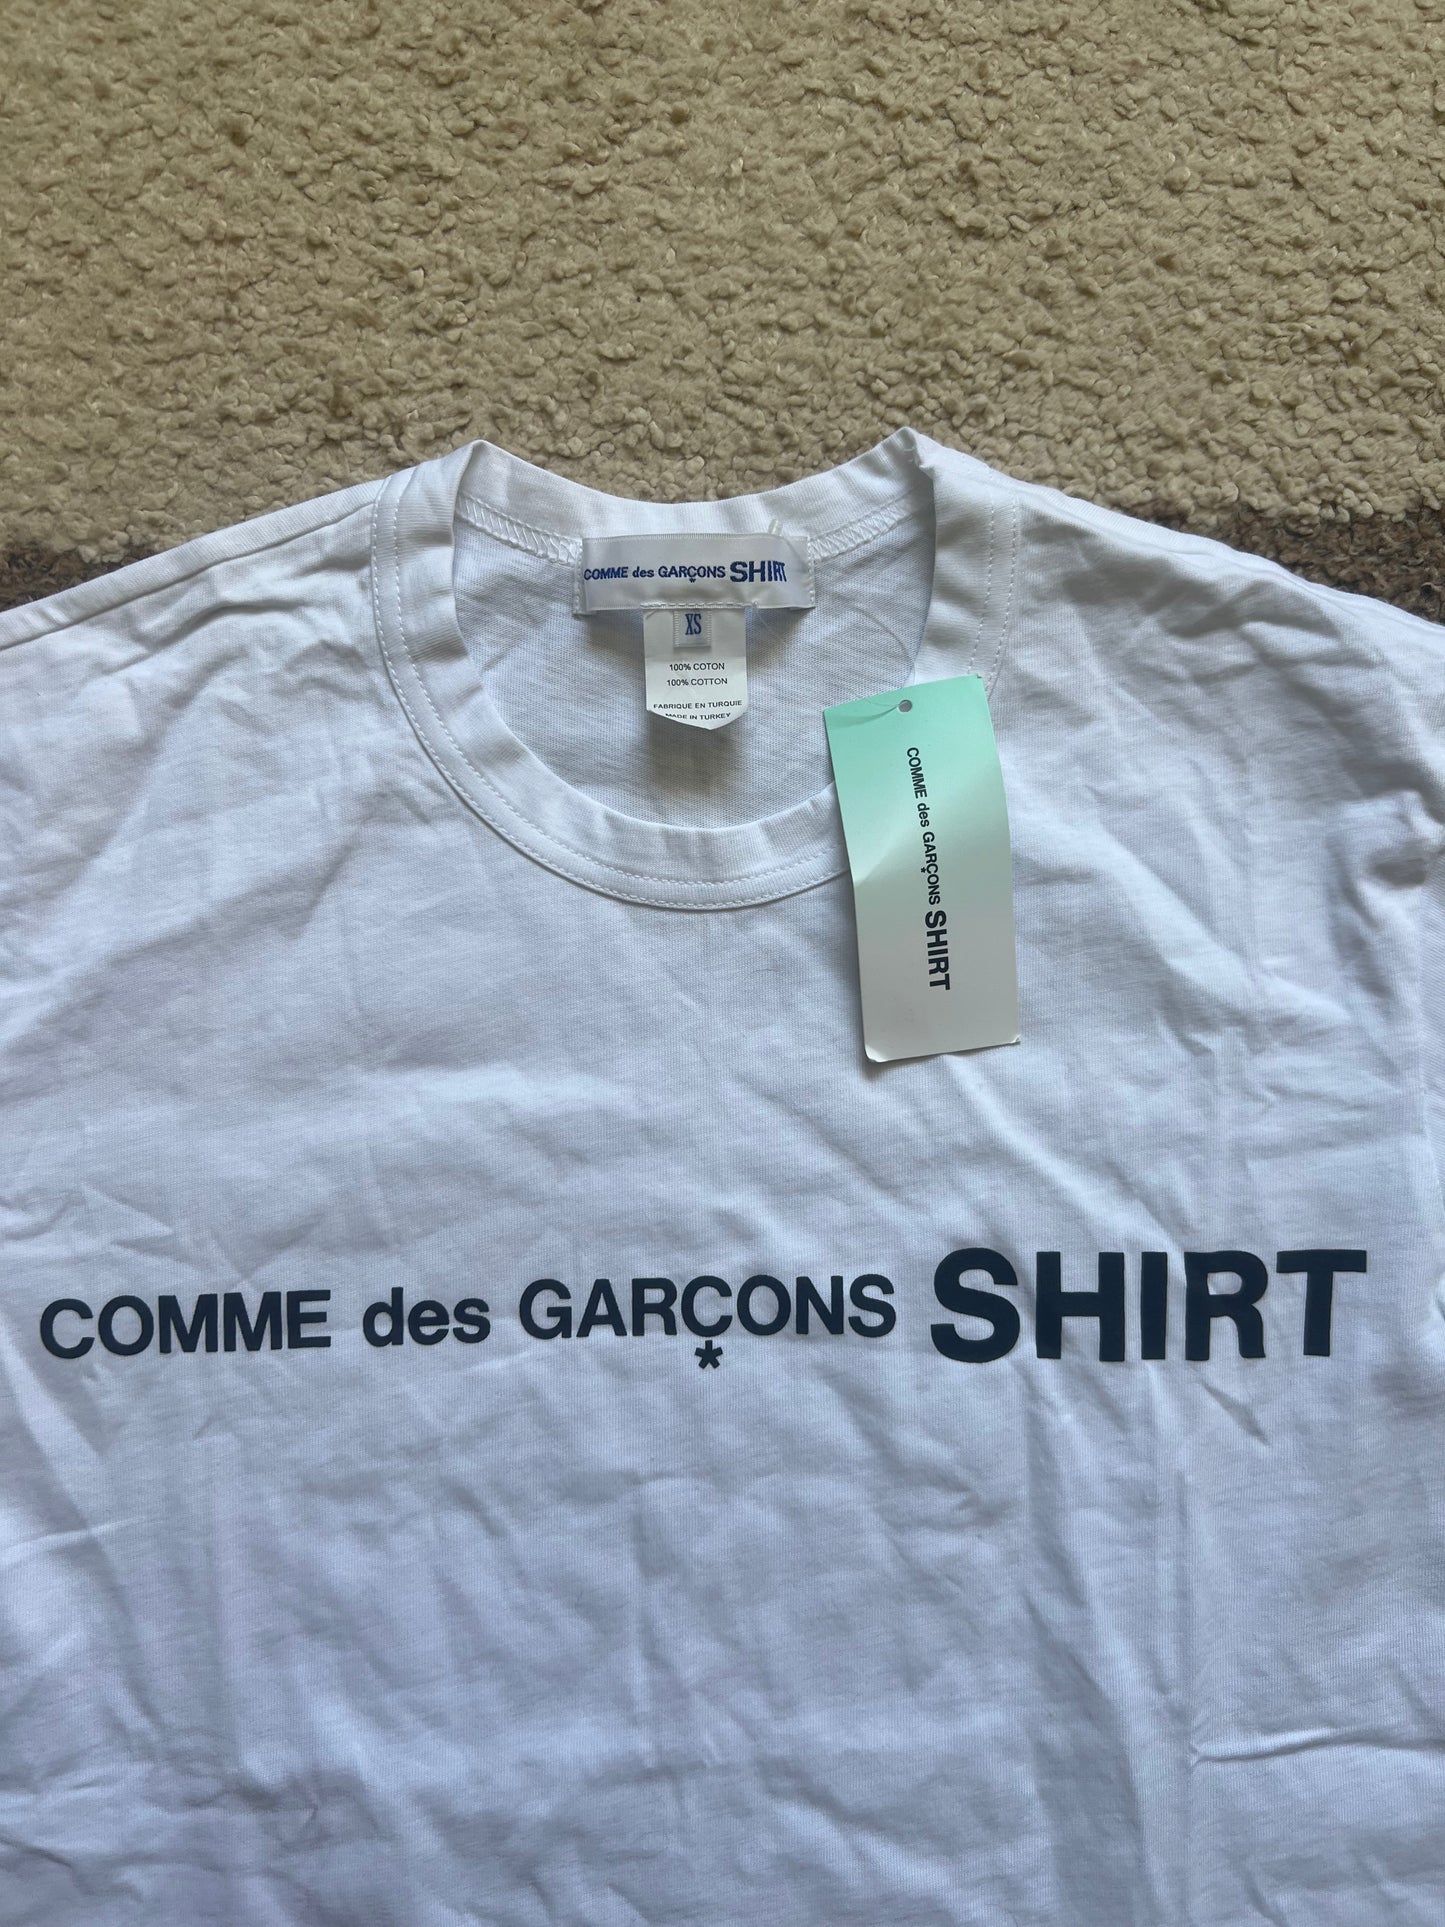 COMME des GARÇONS SHIRT
XS
100% COTON
100% COTTON
FABRIQUE EN TURQUIE
MADE IN TURKEY
COMME des GARÇONS SHIRT
*
COMME des GARÇONS SHIRT
*